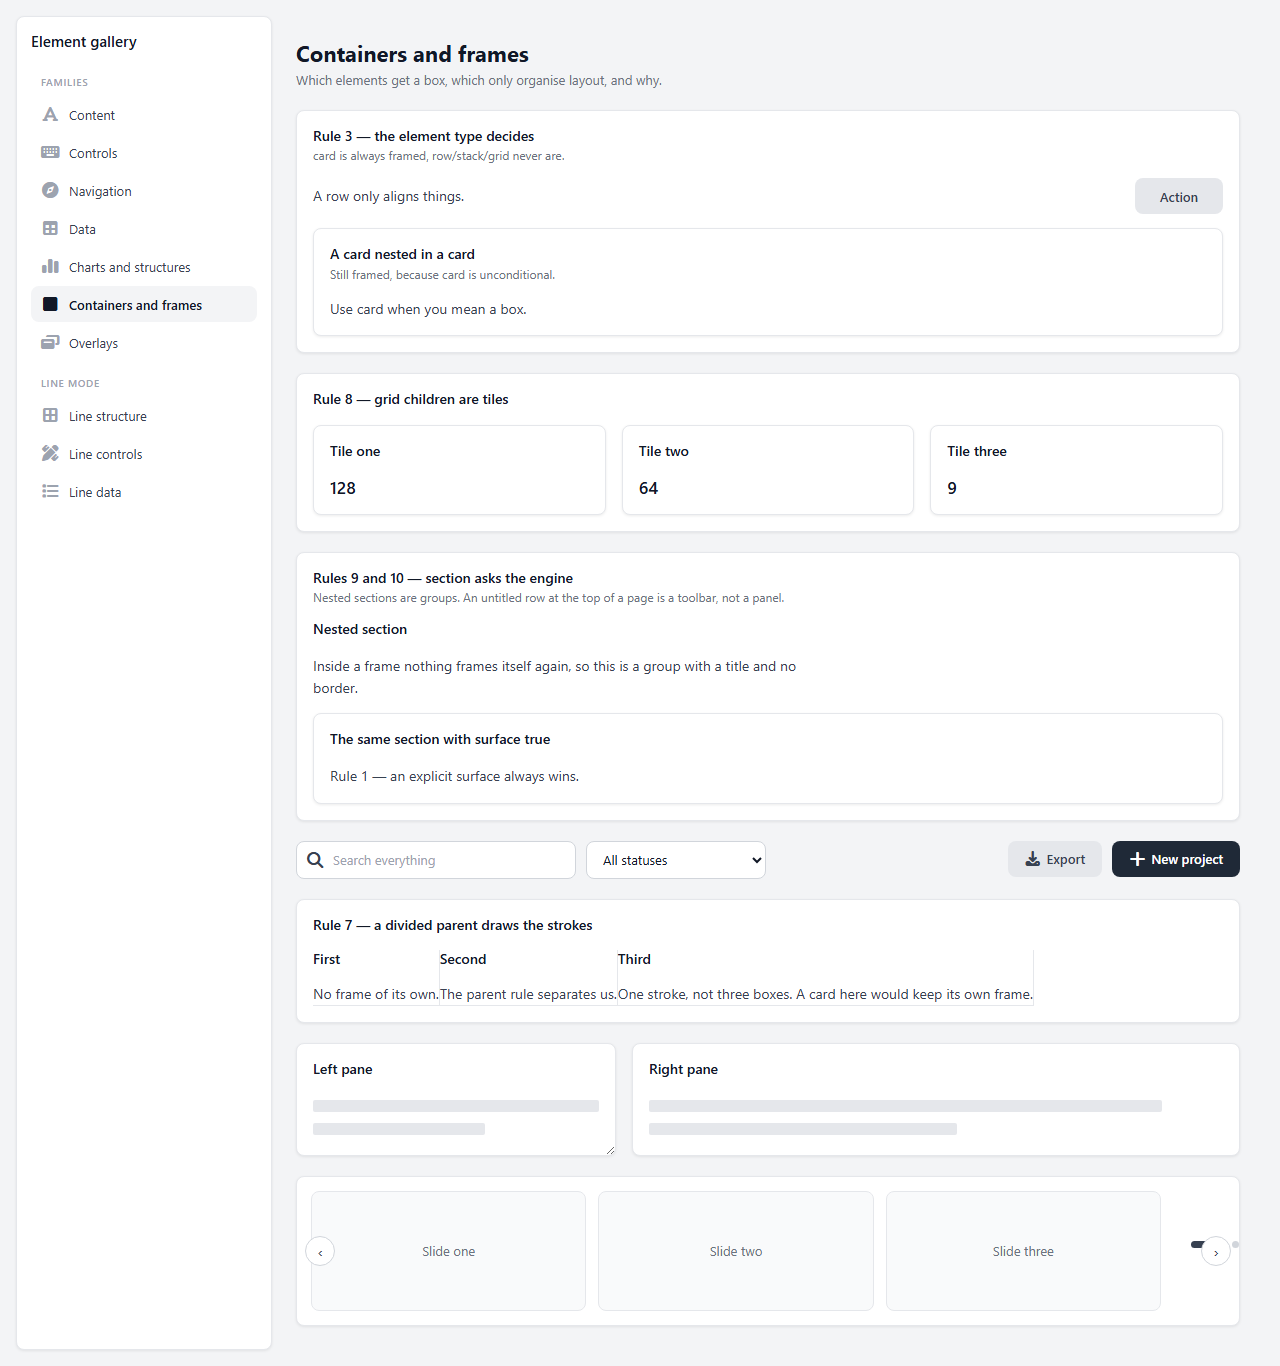 Element gallery
FAMILIES
Content
Controls
Navigation
Data
Charts and structures
Containers and frames
Overlays
LINE MODE
Line structure
Line controls
Line data
Containers and frames
Which elements get a box, which only organise layout, and why.
Rule 3 — the element type decides
card is always framed, row/stack/grid never are.
A row only aligns things.
Action
A card nested in a card
Still framed, because card is unconditional.
Use card when you mean a box.
Rule 8 — grid children are tiles
Tile one
128
Tile two
64
Tile three
9
Rules 9 and 10 — section asks the engine
Nested sections are groups. An untitled row at the top of a page is a toolbar, not a panel.
Nested section
Inside a frame nothing frames itself again, so this is a group with a title and no
border.
The same section with surface true
Rule 1 — an explicit surface always wins.
Search everything
All statuses
Export
New project
Rule 7 — a divided parent draws the strokes
First
No frame of its own.
Second
The parent rule separates us.
Third
One stroke, not three boxes. A card here would keep its own frame.
Left pane
Right pane
‹
Slide one
Slide two
Slide three
›